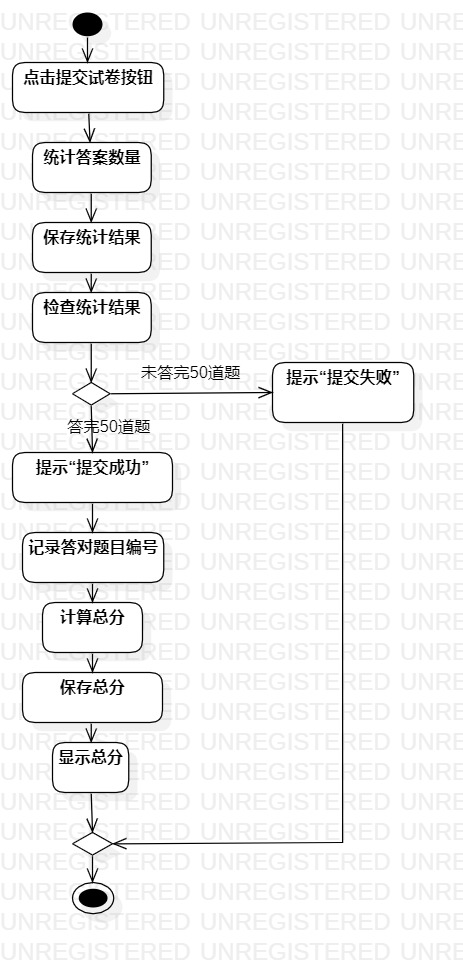 点击提交试卷按钮
统计答案数量
保存统计结果
检查统计结果
未答完50道题
提示“提交失败”
答完50道题
提示“提交成功”
记录答对题目编号
计算总分
保存总分
显示总分
UNREGISTERED